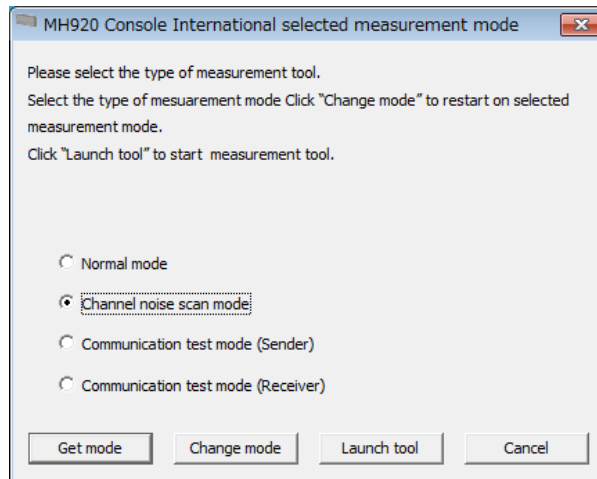 MH920 Console International selected measurement mode
Please select the type of measurement tool.
Select the type of mesuarement mode Click "Change mode" to restart on selected
measurement mode.
Click "Launch tool" to start measurement tool.
Normal mode
Channel noise scan mode
Communication test mode (Sender)
Communication test mode (Receiver)
Get mode Change mode Launch tool Cancel